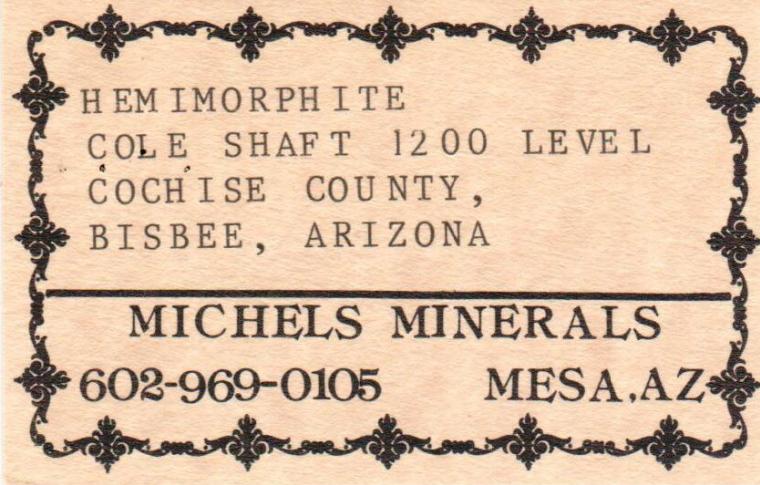 HEMIMORPHITE
COLE SHAFT 1200 LEVEL
COCHISE COUNTY,
BISBEE, ARIZONA
MICHELS MINERALS
602-969-0105 MESA,AZ